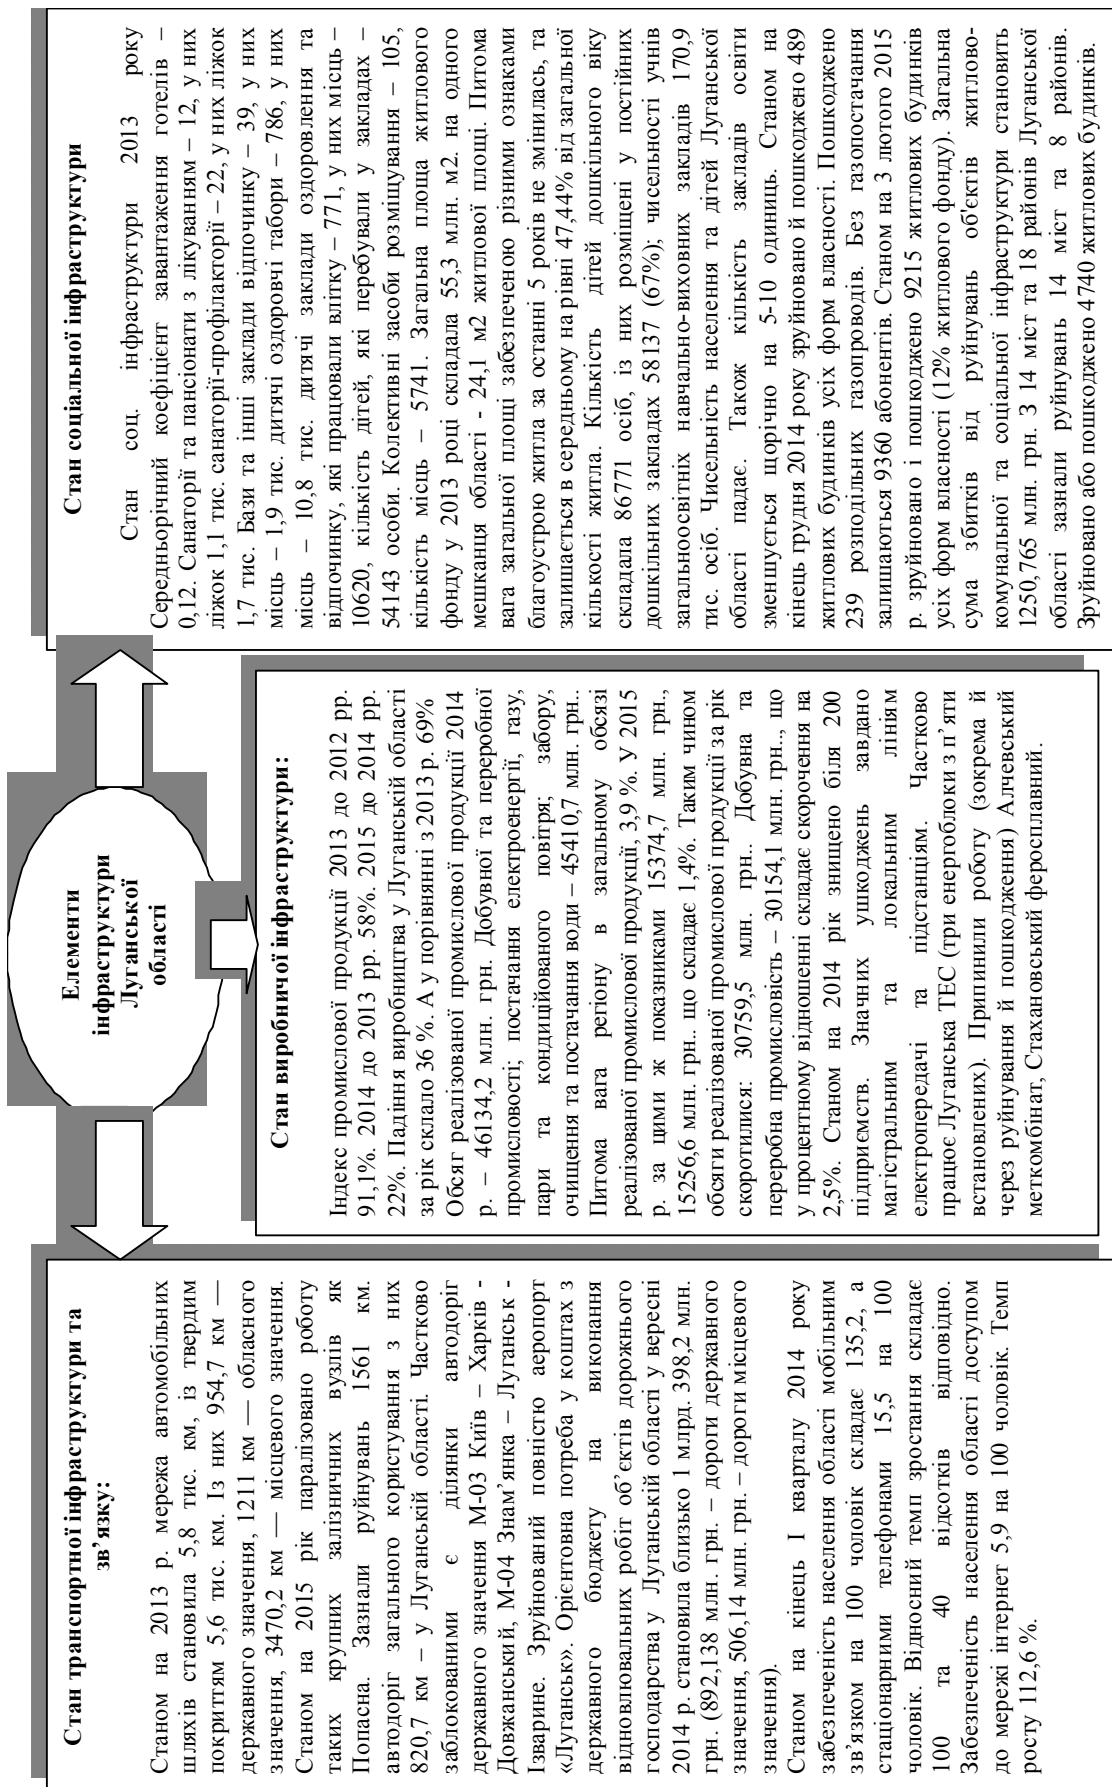 Елементи
інфраструктури
Луганської
області
Стан транспортної інфраструктури та
зв'язку:
Станом на 2013 р. мережа автомобільних
шляхів становила 5,8 тис. км, із твердим
покриттям 5,6 тис. км. Із них 954,7 км —
державного значення, 1211 км — обласного
значення, 3470,2 км — місцевого значення.
Станом на 2015 рік паралізовано роботу
таких крупних залізничних вузлів як
Попасна. Зазнали руйнувань 1561 км.
автодоріг загального користування з них
820,7 км – у Луганській області. Частково
заблокованими є ділянки автодоріг
державного значення М-03 Київ – Харків -
Довжанський, М-04 Знам'янка – Луганськ -
Ізварине. Зруйнований повністю аеропорт
«Луганськ». Орієнтовна потреба у коштах з
державного бюджету на виконання
відновлювальних робіт об'єктів дорожнього
господарства у Луганській області у вересні
2014 р. становила близько 1 млрд. 398,2 млн.
грн. (892,138 млн. грн. – дороги державного
значення, 506,14 млн. грн. – дороги місцевого
значення).
Станом на кінець I кварталу 2014 року
забезпеченість населення області мобільним
зв'язком на 100 чоловік складає 135,2, а
стаціонарними телефонами 15,5 на 100
чоловік. Відносний темп зростання складає
100 та 40 відсотків відповідно.
Забезпеченість населення області доступом
до мережі інтернет 5,9 на 100 чоловік. Темп
росту 112,6 %.
Стан виробничої інфраструктури:
Індекс промислової продукції 2013 до 2012 рр.
91,1%. 2014 до 2013 рр. 58%. 2015 до 2014 рр.
22%. Падіння виробництва у Луганській області
за рік склало 36 %. А у порівнянні з 2013 р. 69%
Обсяг реалізованої промислової продукції 2014
р. – 46134,2 млн. грн. Добувної та переробної
промисловості; постачання електроенергії, газу,
пари та кондиційованого повітря; забору,
очищення та постачання води – 45410,7 млн. грн..
Питома вага регіону в загальному обсязі
реалізованої промислової продукції, 3,9 %. У 2015
р. за цими ж показниками 15374,7 млн. грн.,
15256,6 млн. грн. що складає 1,4%. Таким чином
обсяги реалізованої промислової продукції за рік
скоротилися: 30759,5 млн. грн.. Добувна та
переробна промисловість – 30154,1 млн. грн.., що
у процентному відношенні складає скорочення на
2,5%. Станом на 2014 рік знищено біля 200
підприємств. Значних ушкоджень завдано
магістральним та локальним лініям
електропередачі та підстанціям. Частково
працює Луганська ТЕС (три енергоблоки з п'яти
встановлених). Припинили роботу (зокрема й
через руйнування й пошкодження) Алчевський
меткомбінат, Стахановський феросплавний.
Стан соціальної інфраструктури
Стан соц. інфраструктури 2013 року
Середньорічний коефіцієнт завантаження готелів –
0,12. Санаторії та пансіонати з лікуванням – 12, у них
ліжок 1,1 тис. санаторії-профілакторії – 22, у них ліжок
1,7 тис. Бази та інші заклади відпочинку – 39, у них
місць – 1,9 тис. дитячі оздоровчі табори – 786, у них
місць – 10,8 тис. дитячі заклади оздоровлення та
відпочинку, які працювали влітку – 771, у них місць –
10620, кількість дітей, які перебували у закладах –
54143 особи. Колективні засоби розміщування – 105,
кількість місць – 5741. Загальна площа житлового
фонду у 2013 році складала 55,3 млн. м2. на одного
мешканця області - 24,1 м2 житлової площі. Питома
вага загальної площі забезпеченою різними ознаками
благоустрою житла за останні 5 років не змінилась, та
залишається в середньому на рівні 47,44% від загальної
кількості житла. Кількість дітей дошкільного віку
складала 86771 осіб, із них розміщені у постійних
дошкільних закладах 58137 (67%); чисельності учнів
загальноосвітніх навчально-виховних закладів 170,9
тис. осіб. Чисельність населення та дітей Луганської
області падає. Також кількість закладів освіти
зменшується щорічно на 5-10 одиниць. Станом на
кінець грудня 2014 року зруйновано й пошкоджено 489
житлових будинків усіх форм власності. Пошкоджено
239 розподільних газопроводів. Без газопостачання
залишаються 9360 абонентів. Станом на 3 лютого 2015
р. зруйновано і пошкоджено 9215 житлових будинків
усіх форм власності (12% житлового фонду). Загальна
сума збитків від руйнувань об'єктів житлово-
комунальної та соціальної інфраструктури становить
1250,765 млн. грн. З 14 міст та 18 районів Луганської
області зазнали руйнувань 14 міст та 8 районів.
Зруйновано або пошкоджено 4740 житлових будинків.